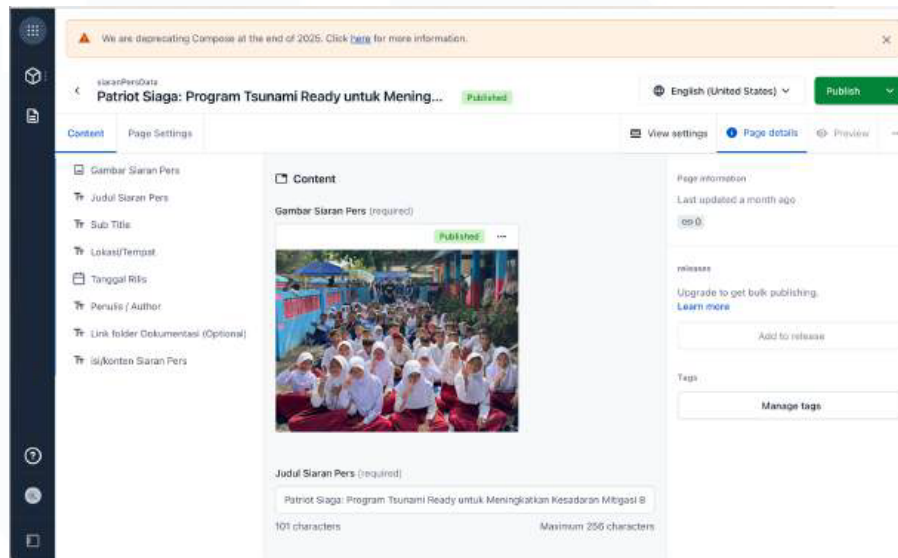 We are deprecating Compose at the end of 2025. Click here for more information.
siaranPersData
Patriot Siaga: Program Tsunami Ready untuk Mening...
Published
English (United States)
Publish
Content
Page Settings
View settings
Page details
Preview
Gambar Siaran Pers
Judul Siaran Pers
Sub Title
Lokasi/Tempat
Tanggal Rilis
Penulis / Author
Link folder Dokumentasi (Optional)
isi/konten Siaran Pers
Content
Gambar Siaran Pers (required)
Published
Judul Siaran Pers (required)
Patriot Siaga: Program Tsunami Ready untuk Meningkatkan Kesadaran Mitigasi B
101 characters
Maximum 256 characters
Page information
Last updated a month ago
0
releases
Upgrade to get bulk publishing.
Learn more
Add to release
Tags
Manage tags